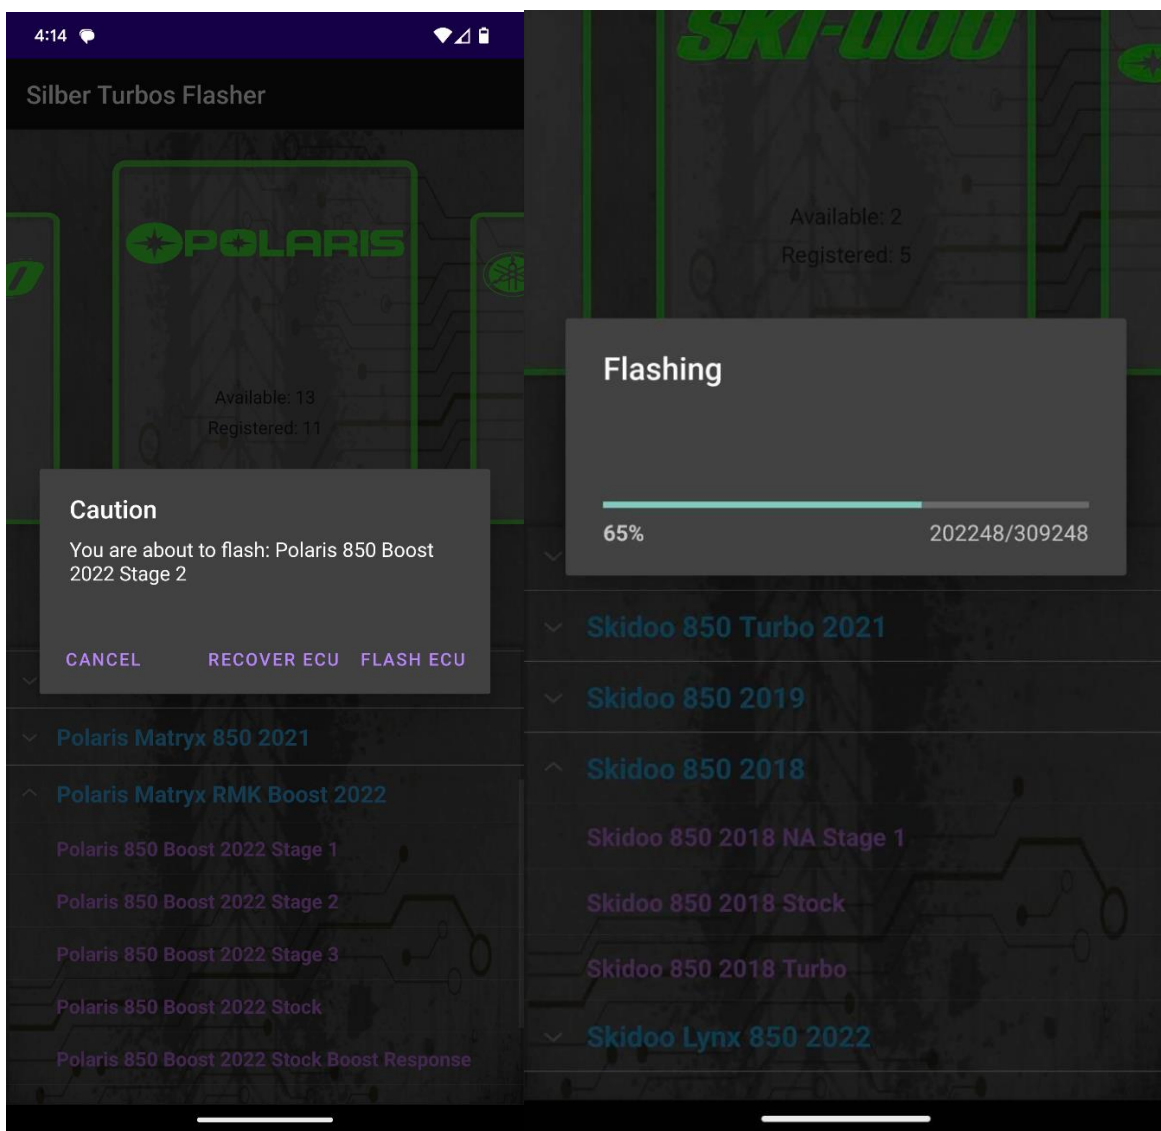 4:14
Silber Turbos Flasher
POLARIS
Available: 13
Registered: 11
Caution
You are about to flash: Polaris 850 Boost
2022 Stage 2
CANCEL
RECOVER ECU
FLASH ECU
Polaris Matryx 850 2021
Polaris Matryx RMK Boost 2022
Polaris 850 Boost 2022 Stage 1
Polaris 850 Boost 2022 Stage 2
Polaris 850 Boost 2022 Stage 3
Polaris 850 Boost 2022 Stock
Polaris 850 Boost 2022 Stock Boost Response
SKI-DOO
Available: 2
Registered: 5
Flashing
65%
202248/309248
Skidoo 850 Turbo 2021
Skidoo 850 2019
Skidoo 850 2018
Skidoo 850 2018 NA Stage 1
Skidoo 850 2018 Stock
Skidoo 850 2018 Turbo
Skidoo Lynx 850 2022